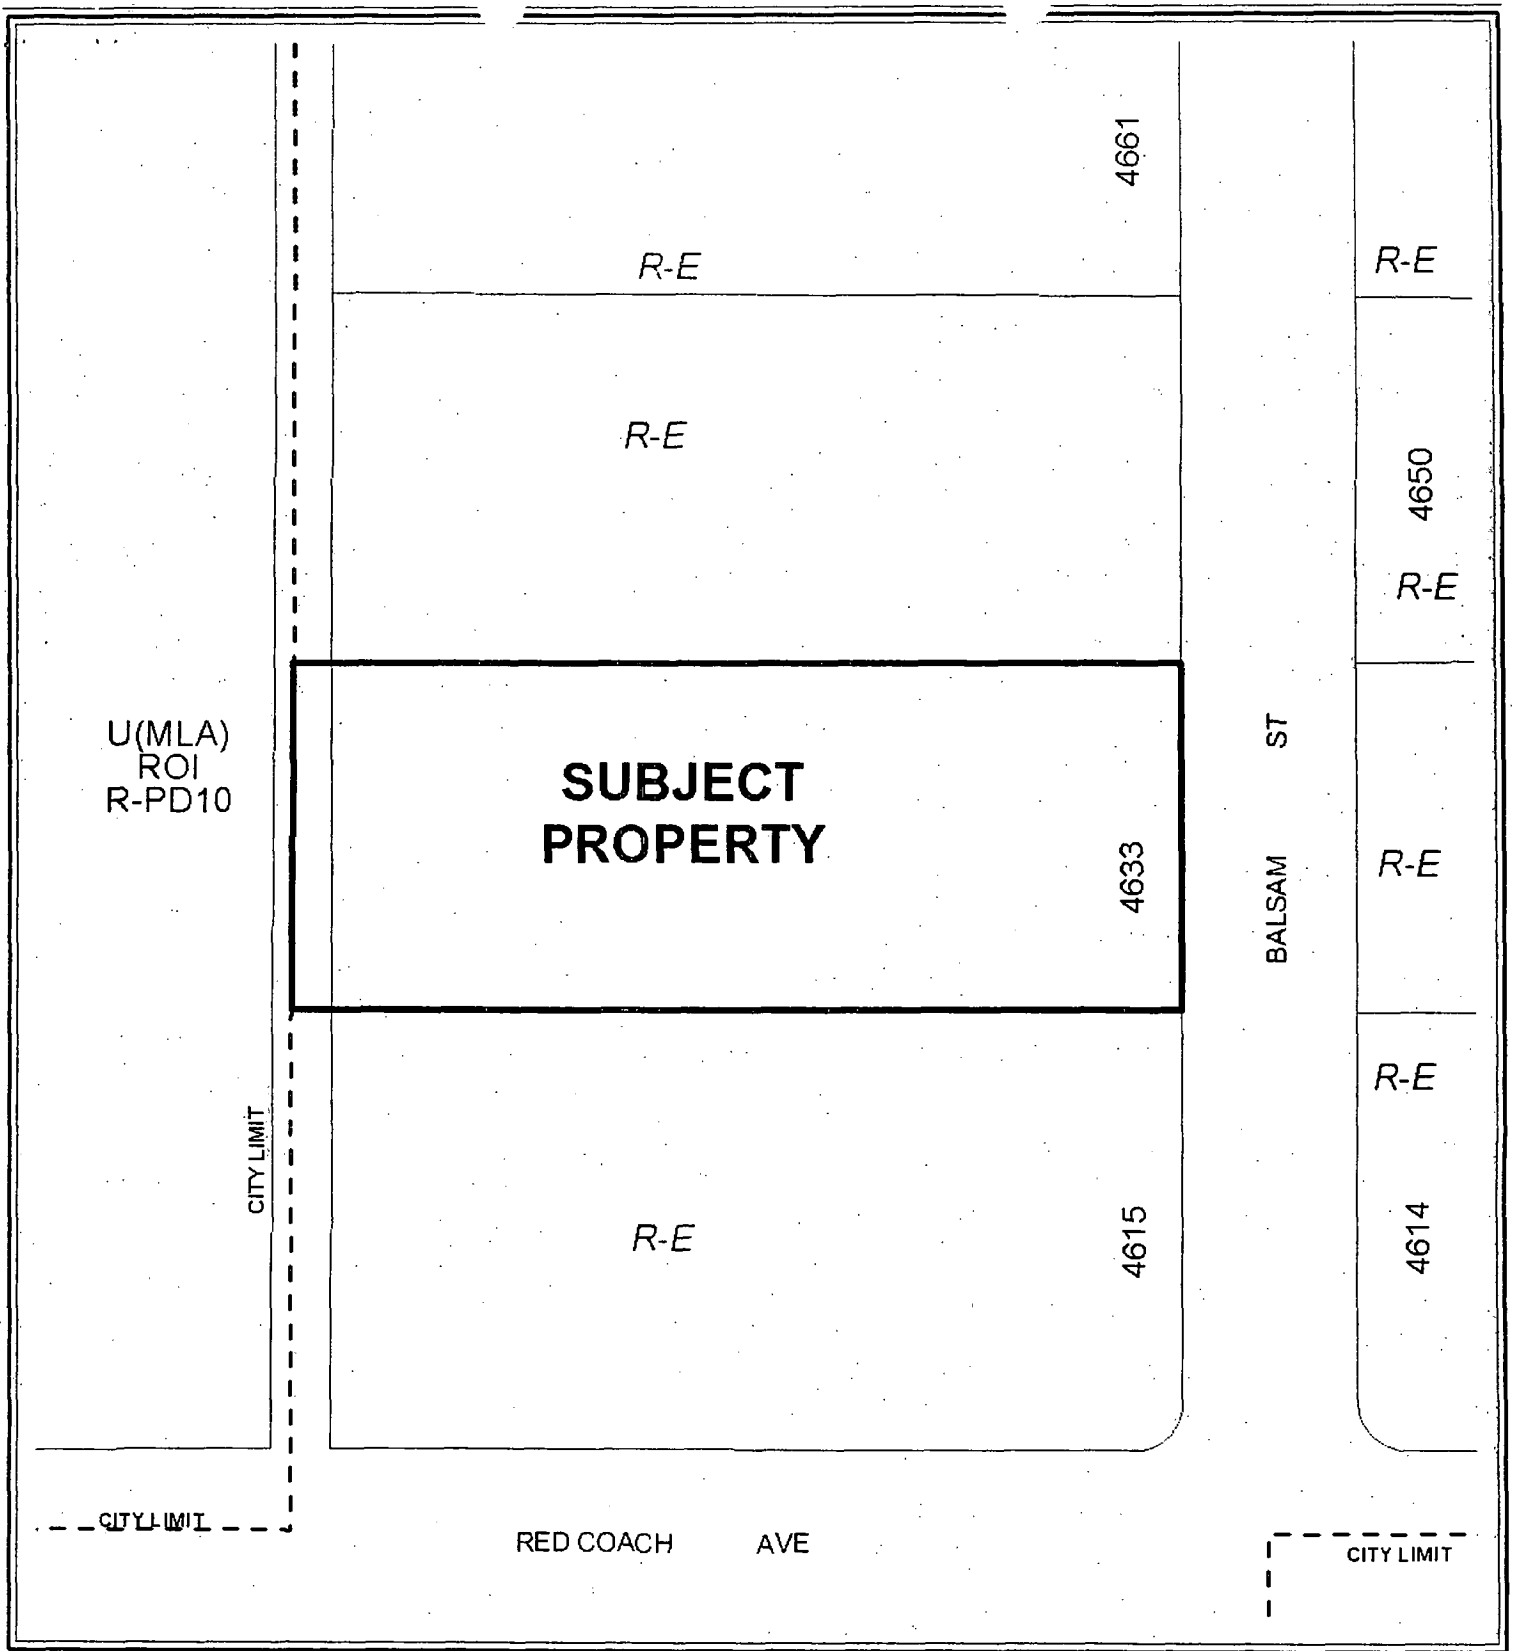 4661
R-E
R-E
R-E
4650
R-E
U(MLA)
ROI
R-PD10
SUBJECT
PROPERTY
4633
BALSAM ST
R-E
R-E
CITY LIMIT
R-E
4615
4614
CITY LIMIT
RED COACH AVE
CITY LIMIT